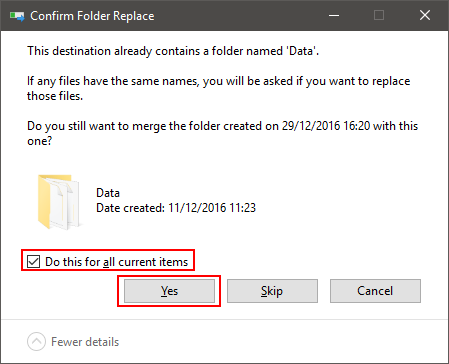 Confirm Folder Replace
This destination already contains a folder named 'Data'.
If any files have the same names, you will be asked if you want to replace
those files.
Do you still want to merge the folder created on 29/12/2016 16:20 with this
one?
Data
Date created: 11/12/2016 11:23
Do this for all current items
Yes
Skip
Cancel
Fewer details